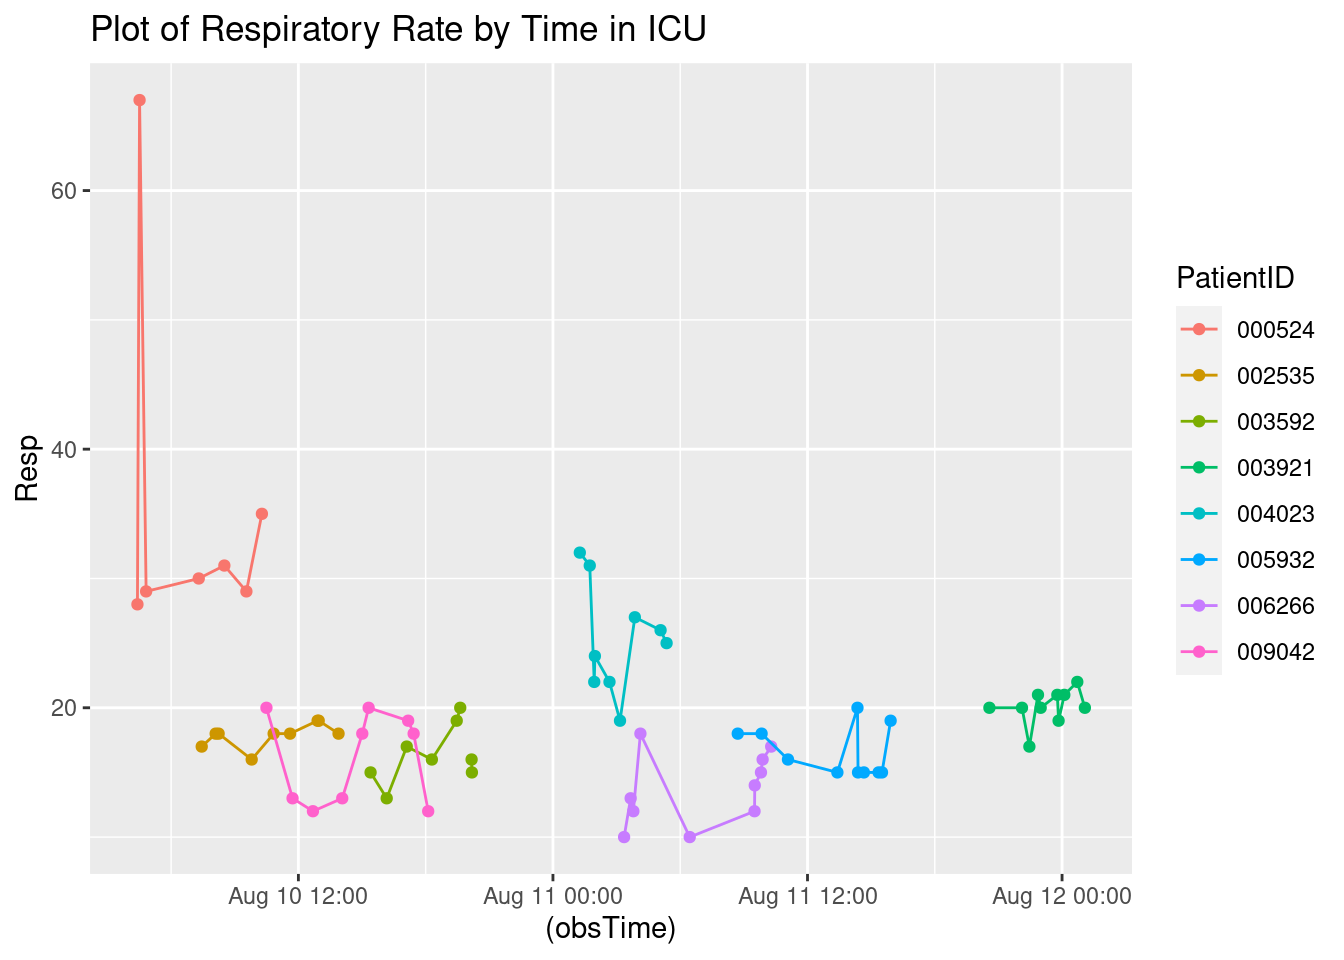 Plot of Respiratory Rate by Time in ICU
60
40
20
Resp
Aug 10 12:00
Aug 11 00:00
Aug 11 12:00
Aug 12 00:00
(obsTime)
PatientID
000524
002535
003592
003921
004023
005932
006266
009042